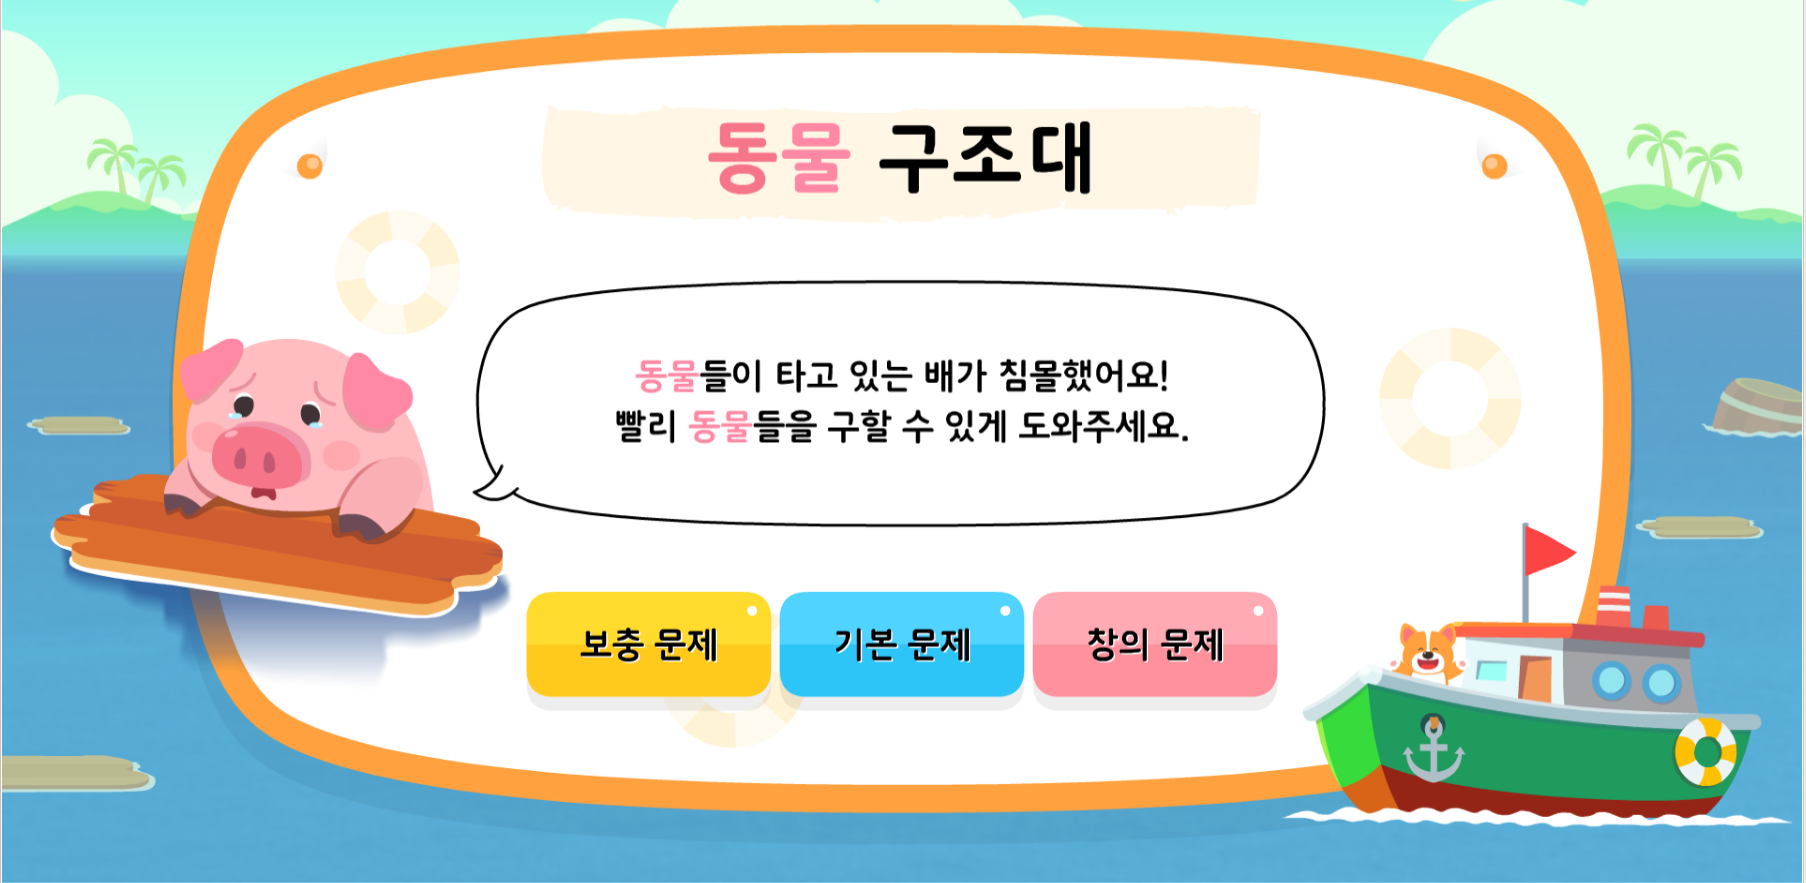 동물 구조대
동물들이 타고 있는 배가 침몰했어요!
빨리 동물들을 구할 수 있게 도와주세요.
보충 문제
기본 문제
창의 문제